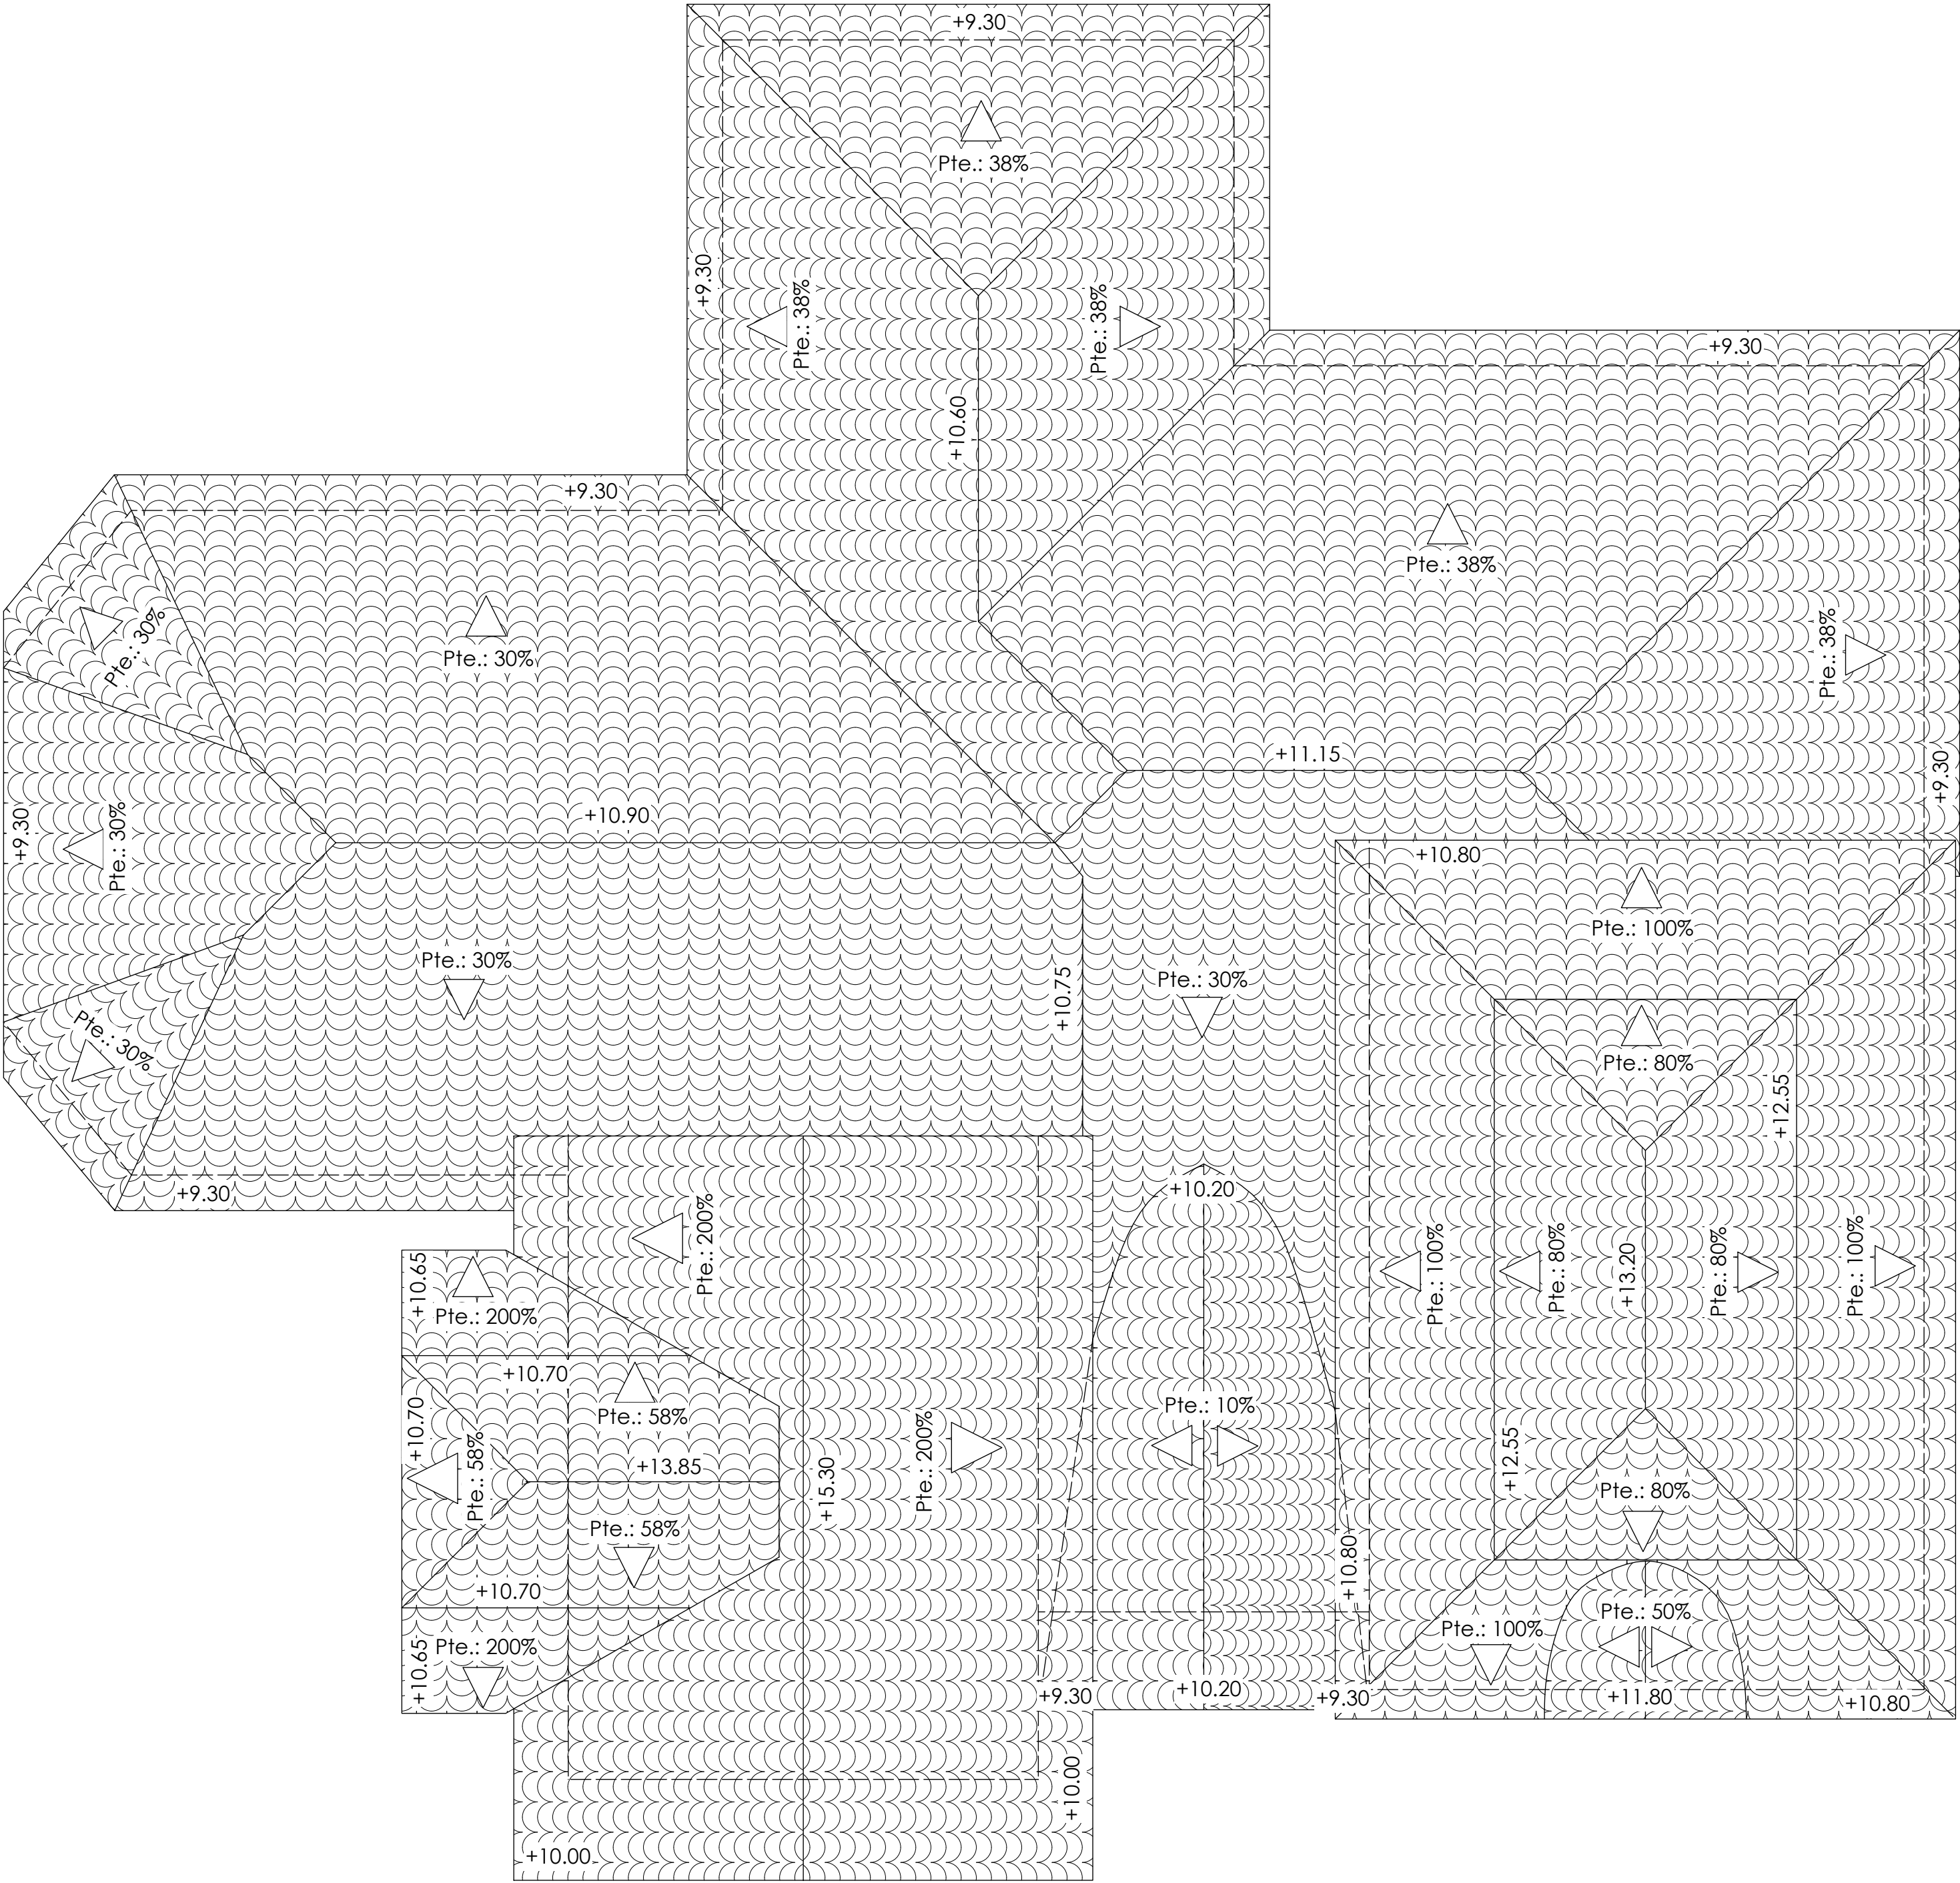 +9.30
Pte.: 38%
+9.30
Pte.: 38%
Pte.: 38%
+10.60
+9.30
Pte.: 38%
Pte.: 38%
+9.30
+9.30
Pte.: 30%
Pte.: 30%
+11.15
+10.90
+9.30
Pte.: 30%
+10.80
Pte.: 100%
Pte.: 30%
+10.75
Pte.: 30%
Pte.: 30%
Pte.: 80%
+12.55
+9.30
+10.20
Pte.: 200%
+10.65
Pte.: 200%
Pte.: 100%
Pte.: 80%
+13.20
Pte.: 80%
Pte.: 100%
+10.70
+10.70
Pte.: 58%
Pte.: 58%
Pte.: 10%
+13.85
+15.30
Pte.: 200%
+12.55
Pte.: 80%
Pte.: 58%
+10.80
+10.70
Pte.: 50%
Pte.: 100%
Pte.: 200%
+10.65
+9.30
+10.20
+9.30
+11.80
+10.80
+10.00
+10.00